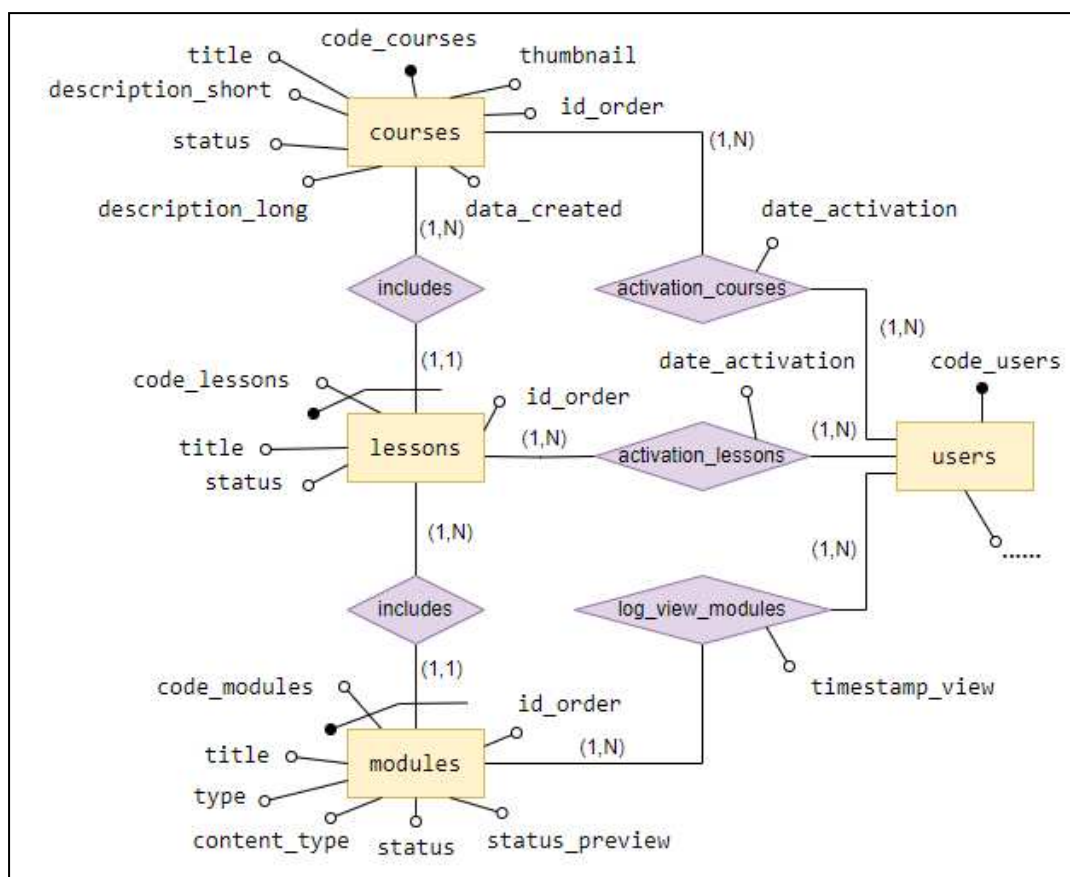 code_courses
title
thumbnail
description_short
id_order
courses
status
(1,N)
description_long
data_created
date_activation
(1,N)
includes
activation_courses
(1,N)
(1,1)
date_activation
code_users
code_lessons
id_order
(1,N)
(1,N)
title
lessons
activation_lessons
users
status
(1,N)
(1,N)
......
includes
log_view_modules
(1,1)
code_modules
timestamp_view
id_order
(1,N)
title
modules
type
content_type
status
status_preview